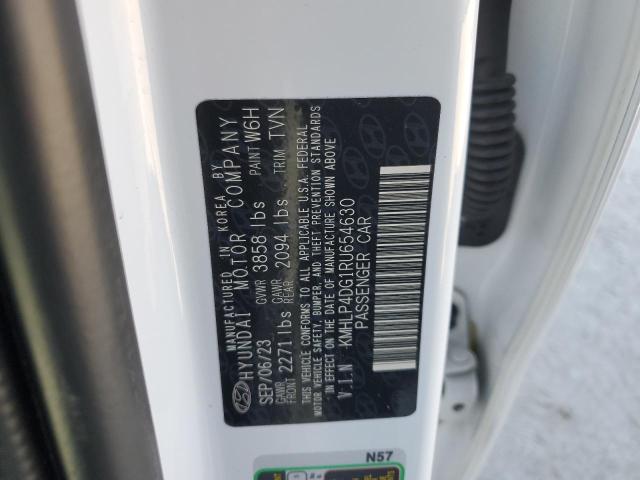 MANUFACTURED IN KOREA BY
HYUNDAI MOTOR COMPANY
SEP/06/23 GVWR 3858 lbs PAINT W6H
GAWR FRONT 2271 lbs GAWR REAR 2094 lbs TRIM TVN
THIS VEHICLE CONFORMS TO ALL APPLICABLE U.S.A. FEDERAL
MOTOR VEHICLE SAFETY, BUMPER, AND THEFT PREVENTION STANDARDS
IN EFFECT ON THE DATE OF MANUFACTURE SHOWN ABOVE
V.I.N KMHLP4DG1RU654630
PASSENGER CAR
N57